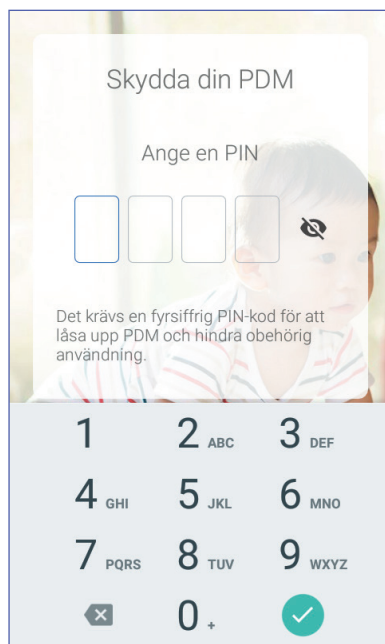 Skydda din PDM
Ange en PIN
Det krävs en fyrsiffrig PIN-kod för att
låsa upp PDM och hindra obehörig
användning.
1 2 ABC 3 DEF
4 GHI 5 JKL 6 MNO
7 PQRS 8 TUV 9 WXYZ
0 +